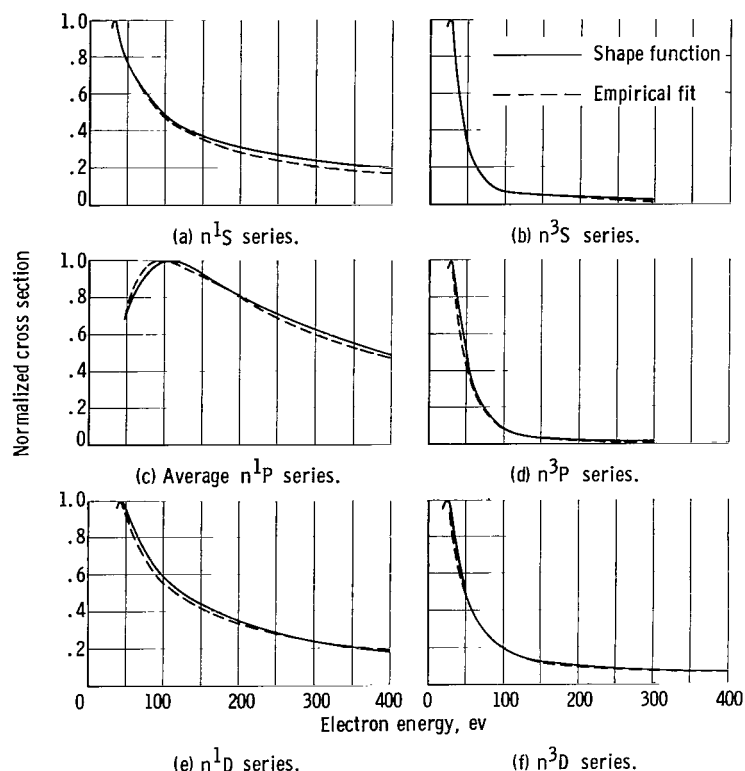 1.0
.8
.6
.4
.2
0
Shape function
Empirical fit
(a) n¹S series.
(b) n³S series.
Normalized cross section
1.0
.8
.6
.4
.2
0
(c) Average n¹P series.
(d) n³P series.
1.0
.8
.6
.4
.2
0 100 200 300 400
0 100 200 300 400
Electron energy, ev
(e) n¹D series.
(f) n³D series.